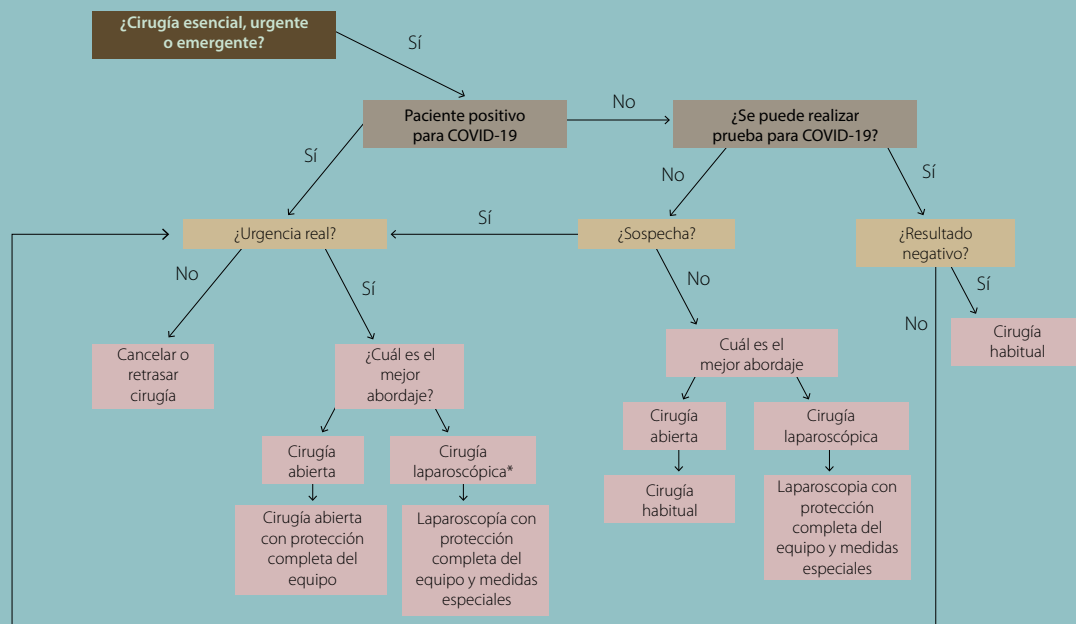 ¿Cirugía esencial, urgente
o emergente?
Sí
Paciente positivo
para COVID-19
No
¿Se puede realizar
prueba para COVID-19?
Sí
No
Sí
¿Urgencia real?
Sí
¿Sospecha?
¿Resultado
negativo?
No
Sí
No
No
Sí
Cirugía
habitual
Cancelar o
retrasar
cirugía
¿Cuál es el
mejor
abordaje?
Cuál es el
mejor abordaje
Cirugía
abierta
Cirugía
laparoscópica*
Cirugía
abierta
Cirugía
laparoscópica
Cirugía abierta
con protección
completa del
equipo
Laparoscopía con
protección
completa del
equipo y medidas
especiales
Cirugía
habitual
Laparoscopia con
protección
completa del
equipo y medidas
especiales